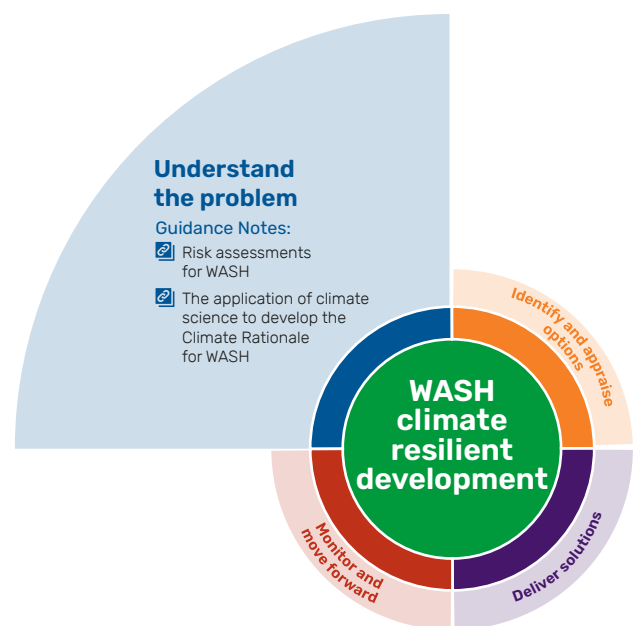 Understand
the problem
Guidance Notes:
Risk assessments
for WASH
The application of climate
science to develop the
Climate Rationale
for WASH
Identify and appraise
options
WASH
climate
resilient
development
Monitor and
move forward
Deliver solutions